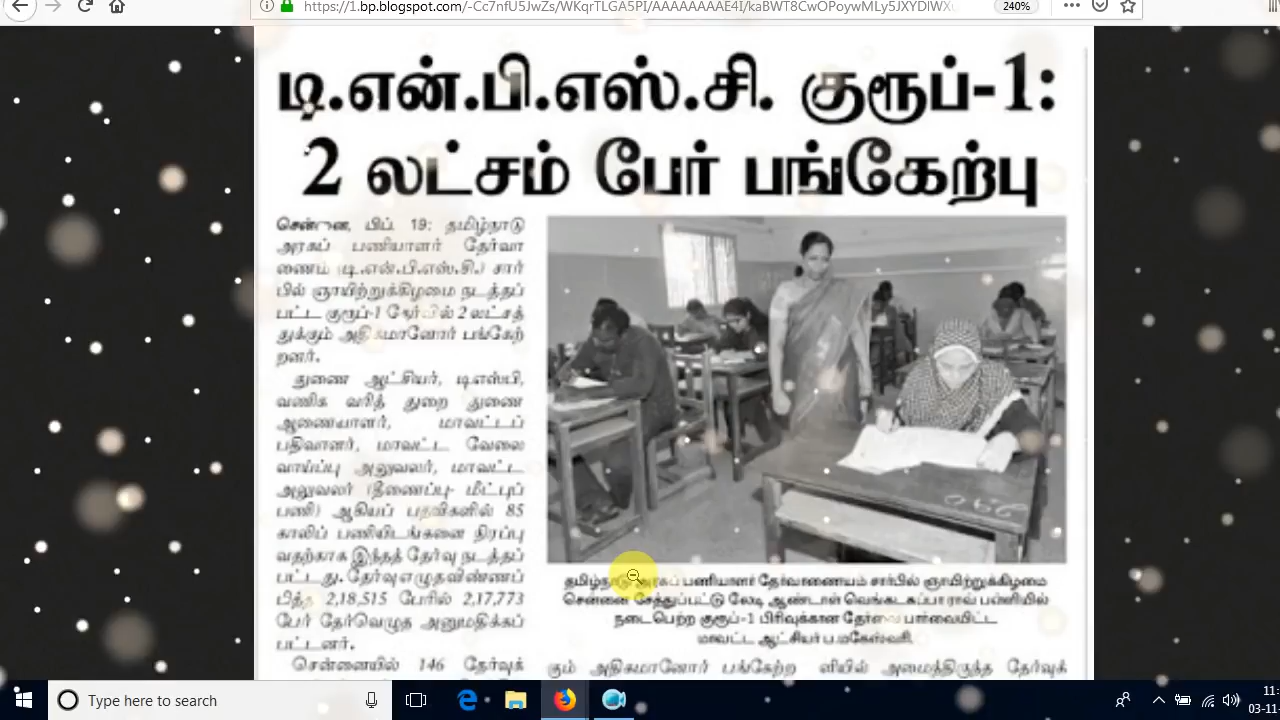 https://1.bp.blogspot.com/-Cc7nfU5JwZs/WKqrTLGA5PI/AAAAAAAAE4I/kaBWT8CwOPoywMLy5JXYDlWX
240%
டி.என்.பி.எஸ்.சி. குரூப்-1:
2 லட்சம் பேர் பங்கேற்பு
சென்னை, பிப். 19: தமிழ்நாடு
அரசுப் பணியாளர் தேர்வா
ணையம் (டி.என்.பி.எஸ்.சி.) சார்
பில் ஞாயிற்றுக்கிழமை நடத்தப்
பட்ட குரூப்-1 தேர்வில் 2 லட்சத்
துக்கும் அதிகமானோர் பங்கேற்
றனர்.
துணை ஆட்சியர், டிஎஸ்பி,
வணிக வரித் துறை துணை
ஆணையாளர், மாவட்டப்
பதிவாளர், மாவட்ட வேலை
வாய்ப்பு அலுவலர், மாவட்ட
அலுவலர் (தீணைப்பு- மீட்புப்
பணி) ஆகியப் பதவிகளில் 85
காலிப் பணியிடங்களை நிரப்பு
வதற்காக இந்தத் தேர்வு நடத்தப்
பட்டது. தேர்வு எழுத விண்ணப்
பித்த 2,18,515 பேரில் 2,17,773
பேர் தேர்வெழுத அனுமதிக்கப்
பட்டனர்.
சென்னையில் 146 தேர்வுக்
தமிழ்நாடு அரசுப் பணியாளர் தேர்வாணையம் சார்பில் ஞாயிற்றுக்கிழமை
சென்னை சேத்துப்பட்டு லேடி ஆண்டாள் வெங்கடசுப்பா ராவ் பள்ளியில்
நடைபெற்ற குரூப்-1 பிரிவுக்கான தேர்வை பார்வையிட்ட
மாவட்ட ஆட்சியர் ப.மகேஸ்வரி.
கும் அதிகமானோர் பங்கேற்ற
ளியில் அமைத்திருந்த தேர்வுக்
Type here to search
11:
03-11-